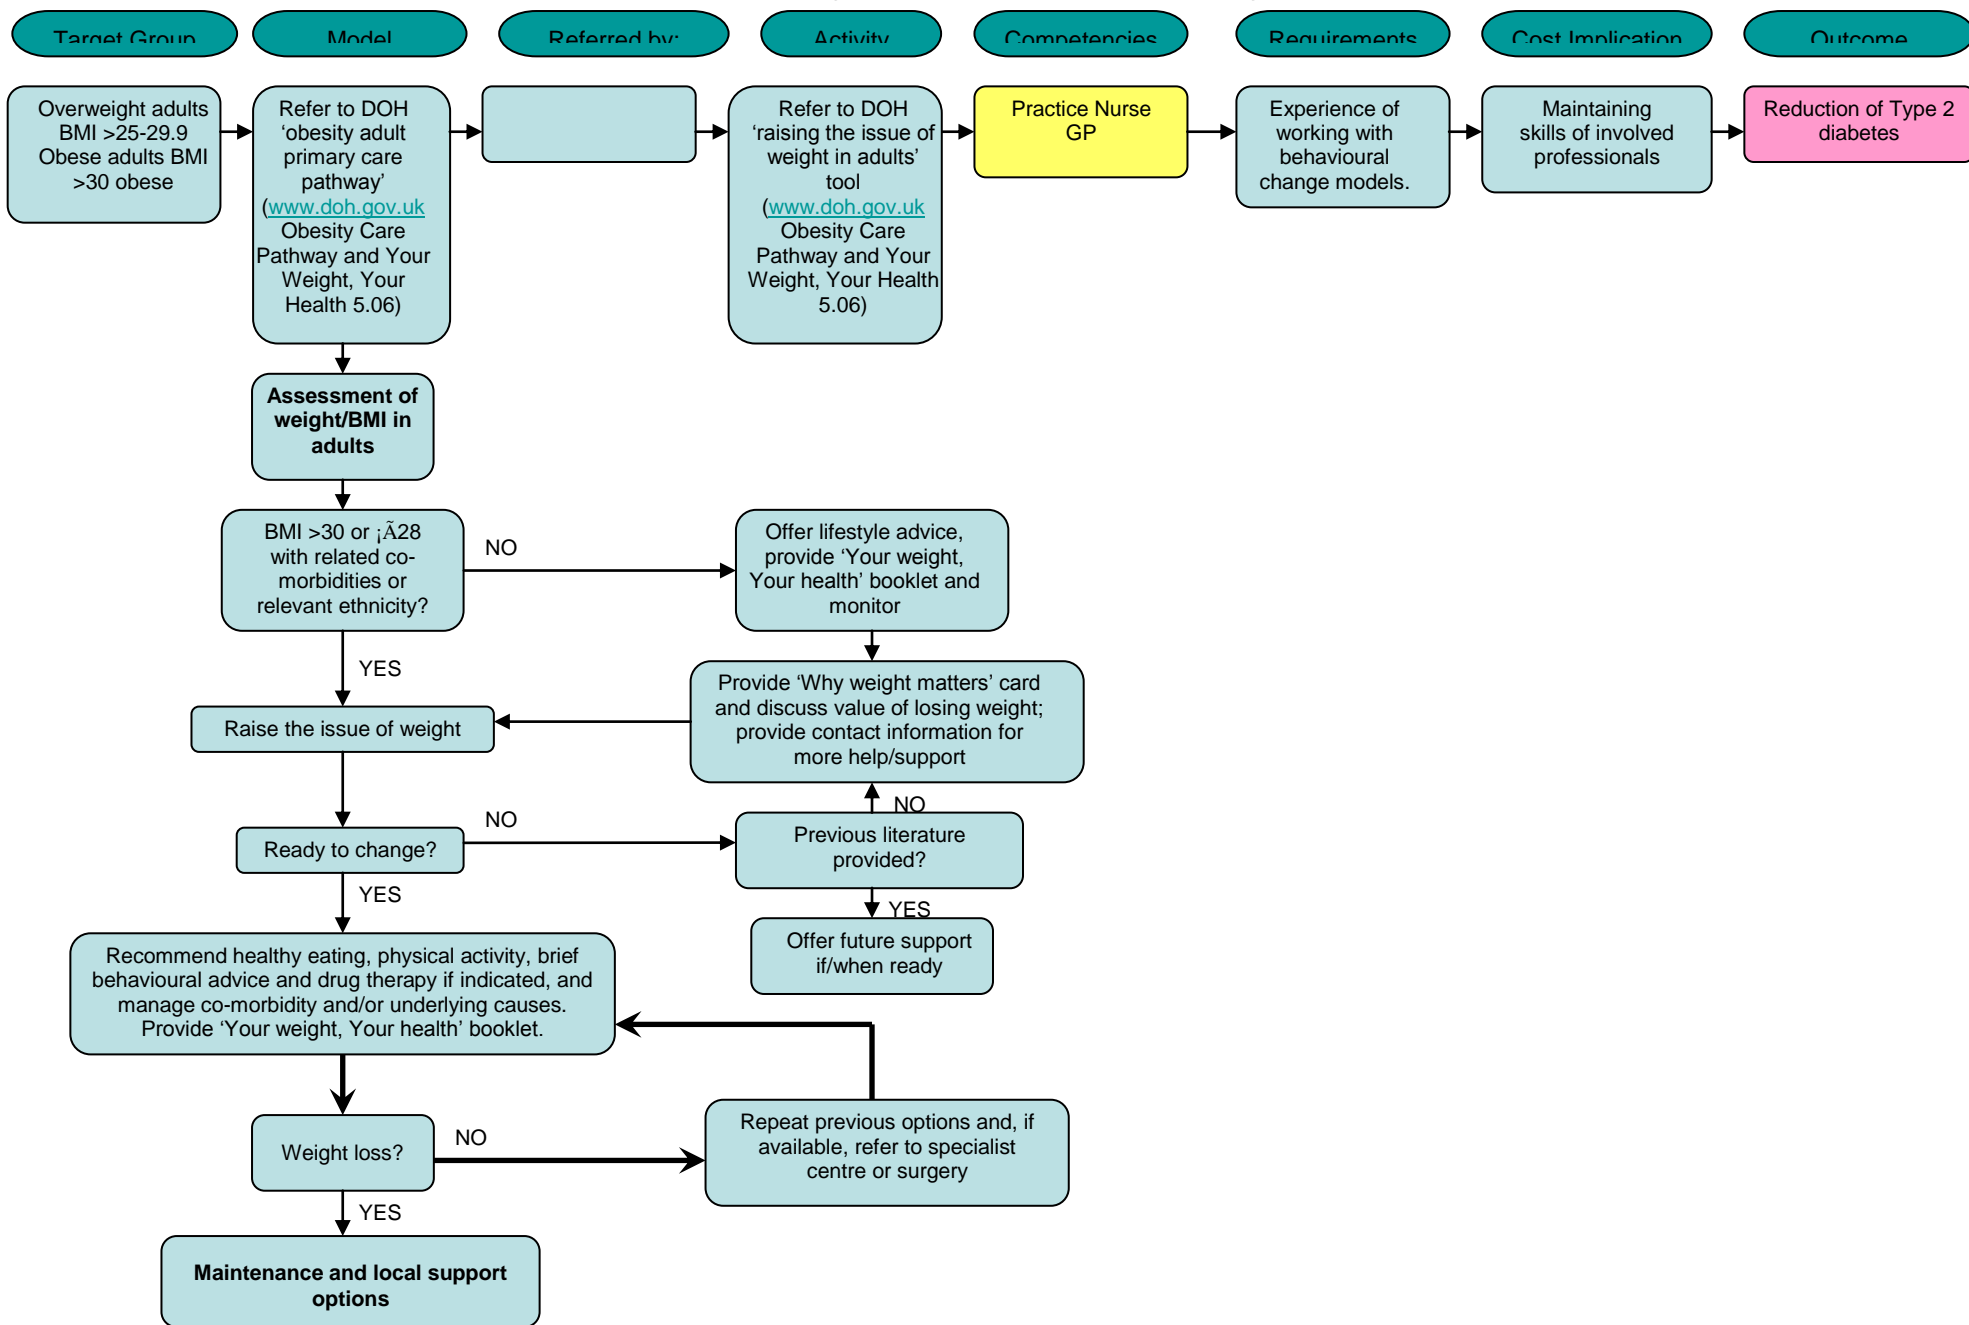 Target Group
Model
Referred by:
Activity
Competencies
Requirements
Cost Implication
Outcome
Overweight adults
BMI >25-29.9
Obese adults BMI
>30 obese
Refer to DOH
‘obesity adult
primary care
pathway’
(www.doh.gov.uk
Obesity Care
Pathway and Your
Weight, Your
Health 5.06)
Refer to DOH
‘raising the issue of
weight in adults’
tool
(www.doh.gov.uk
Obesity Care
Pathway and Your
Weight, Your Health
5.06)
Practice Nurse
GP
Experience of
working with
behavioural
change models.
Maintaining
skills of involved
professionals
Reduction of Type 2
diabetes
Assessment of
weight/BMI in
adults
BMI >30 or ¡Ã28
with related co-
morbidities or
relevant ethnicity?
NO
Offer lifestyle advice,
provide ‘Your weight,
Your health’ booklet and
monitor
YES
Provide ‘Why weight matters’ card
and discuss value of losing weight;
provide contact information for
more help/support
Raise the issue of weight
NO
Ready to change?
NO
Previous literature
provided?
YES
YES
Offer future support
if/when ready
Recommend healthy eating, physical activity, brief
behavioural advice and drug therapy if indicated, and
manage co-morbidity and/or underlying causes.
Provide ‘Your weight, Your health’ booklet.
Weight loss?
NO
Repeat previous options and, if
available, refer to specialist
centre or surgery
YES
Maintenance and local support
options